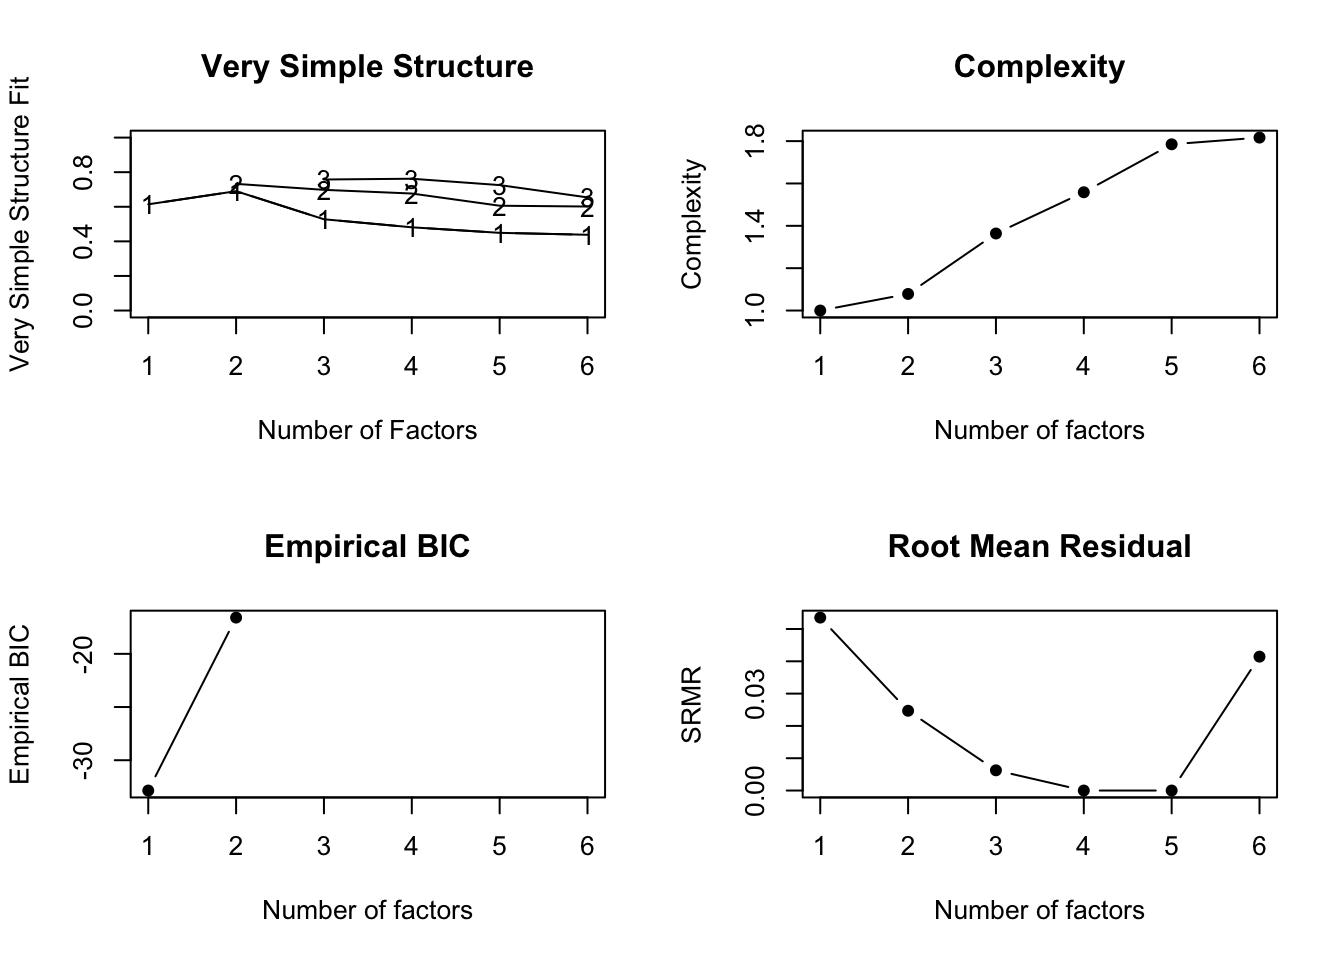 Very Simple Structure
Very Simple Structure Fit
0.8
0.4
0.0
1 1 1 1 1 1
2 2 2 2 2
3 3 3 3
1 2 3 4 5 6
Number of Factors
Complexity
Complexity
1.8
1.4
1.0
1 2 3 4 5 6
Number of factors
Empirical BIC
Empirical BIC
-20
-30
1 2 3 4 5 6
Number of factors
Root Mean Residual
SRMR
0.03
0.00
1 2 3 4 5 6
Number of factors